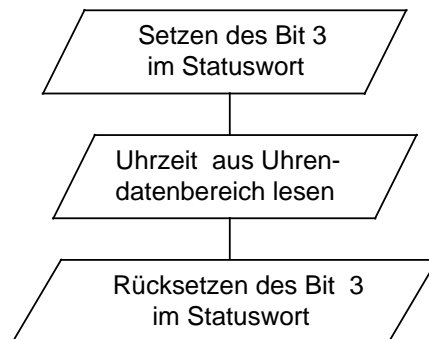 Setzen des Bit 3
im Statuswort
Uhrzeit aus Uhren-
datenbereich lesen
Rücksetzen des Bit 3
im Statuswort